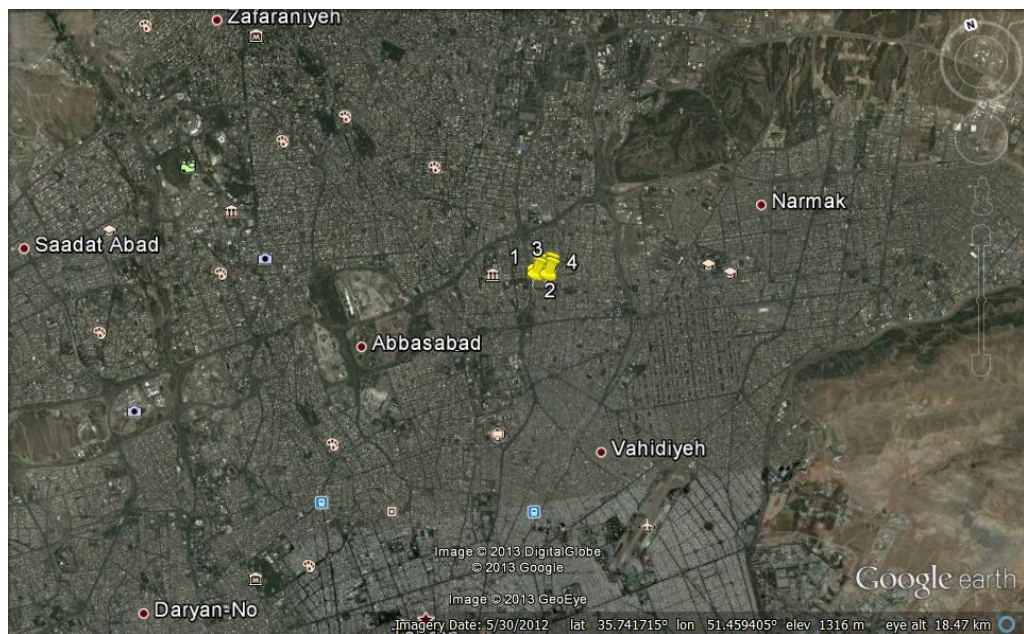 Zafaraniyeh
N
Narmak
Saadat Abad
1
3
4
2
Abbasabad
Vahidiyeh
Image © 2013 DigitalGlobe
© 2013 Google
Image © 2013 GeoEye
Google earth
Daryan-No
Imagery Date: 5/30/2012 lat 35.741715° lon 51.459405° elev 1316 m eye alt 18.47 km